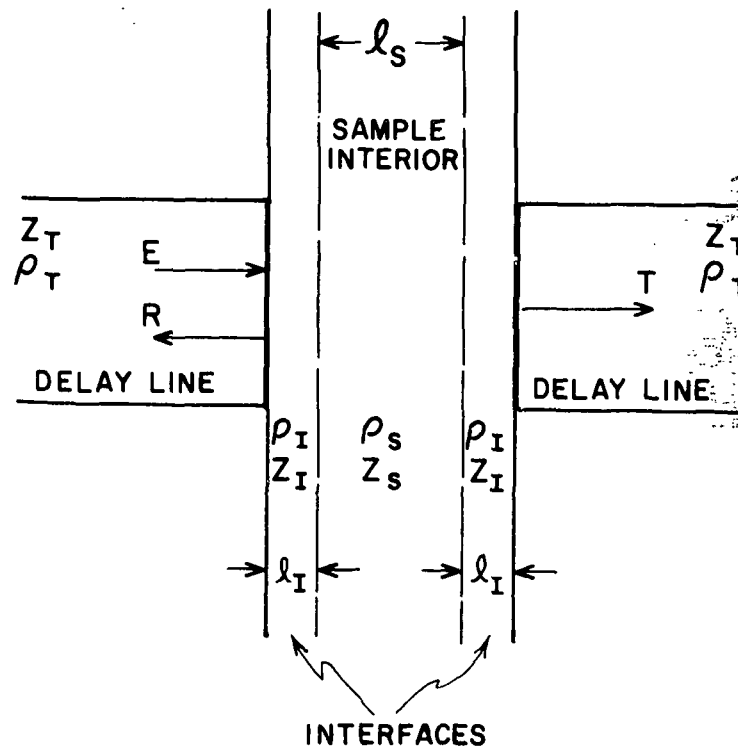 ℓS
SAMPLE
INTERIOR
ZT
ρT
E
R
DELAY LINE
ZT
ρT
T
DELAY LINE
ρI
ZI
ρS
ZS
ρI
ZI
ℓI
ℓI
INTERFACES